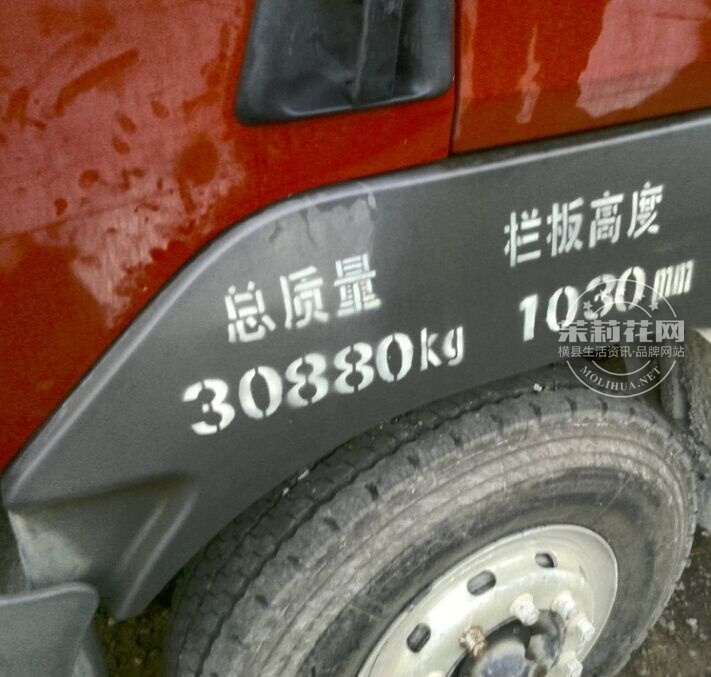 总质量
30880kg
栏板高度
1030mm
茉莉花网
横县生活资讯·品牌网站
MOLIHUA.NET